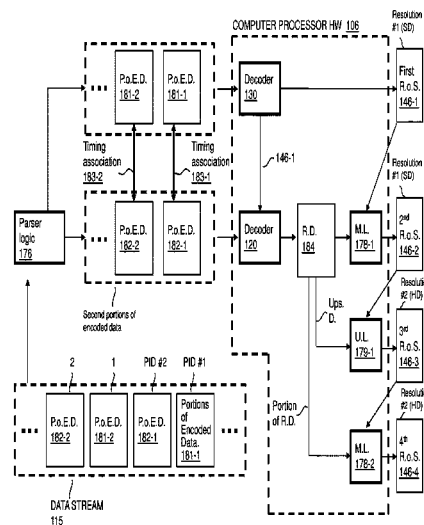 COMPUTER PROCESSOR HW 106
Resolution
#1 (SD)
P.o.E.D.
181-2
P.o.E.D.
181-1
Decoder
130
First
R.o.S.
146-1
Timing
association
183-2
Timing
association
183-1
146-1
Resolution
#1 (SD)
Parser
logic
176
P.o.E.D.
182-2
P.o.E.D.
182-1
Decoder
120
R.D.
184
M.L.
178-1
2nd
R.o.S.
146-2
Second portions of
encoded data
Resolution
#2 (HD)
Ups.
D.
U.L.
179-1
3rd
R.o.S.
146-3
2
1
PID #2
PID #1
Resolution
#2 (HD)
P.o.E.D.
182-2
P.o.E.D.
181-2
P.o.E.D.
182-1
Portions
of
Encoded
Data.
181-1
Portion
of R.D.
M.L.
178-2
4th
R.o.S.
146-4
DATA STREAM
115